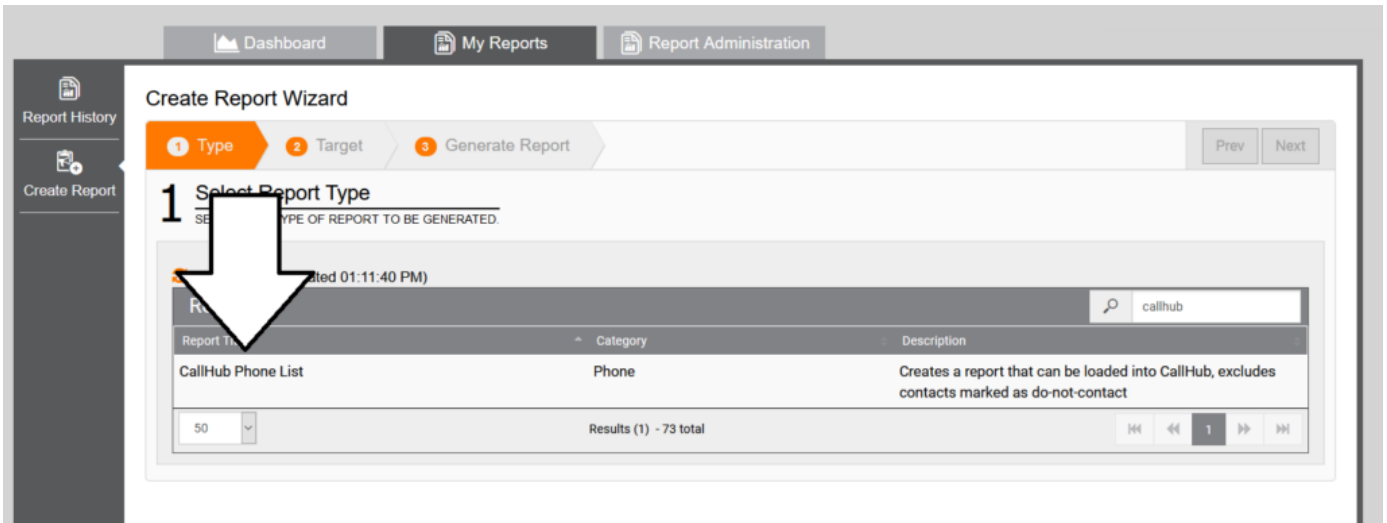 Dashboard
My Reports
Report Administration
Report History
Create Report
Create Report Wizard
1 Type
2 Target
3 Generate Report
Prev
Next
1 Select Report Type
YPE OF REPORT TO BE GENERATED.
01:11:40 PM)
callhub
Report
Category
Description
CallHub Phone List
Phone
Creates a report that can be loaded into CallHub, excludes
contacts marked as do-not-contact
50
Results (1) - 73 total
1